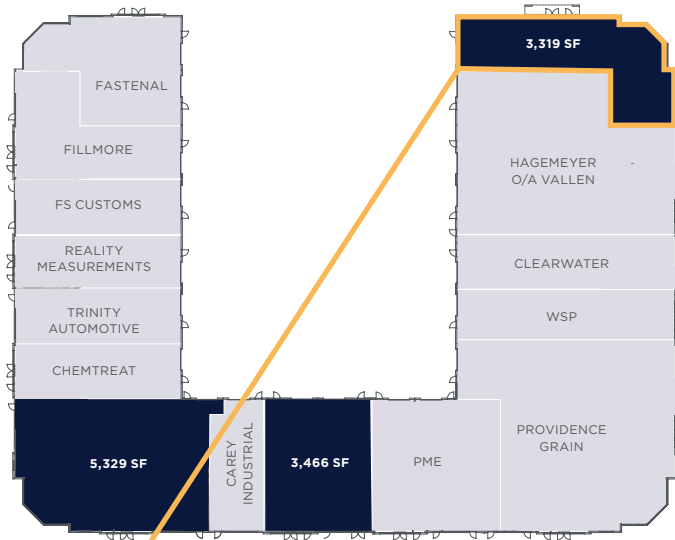 3,319 SF
FASTENAL
FILLMORE
HAGEMEYER
O/A VALLEN
FS CUSTOMS
REALITY
MEASUREMENTS
CLEARWATER
TRINITY
AUTOMOTIVE
WSP
CHEMTREAT
5,329 SF
CAREY
INDUSTRIAL
3,466 SF
PME
PROVIDENCE
GRAIN